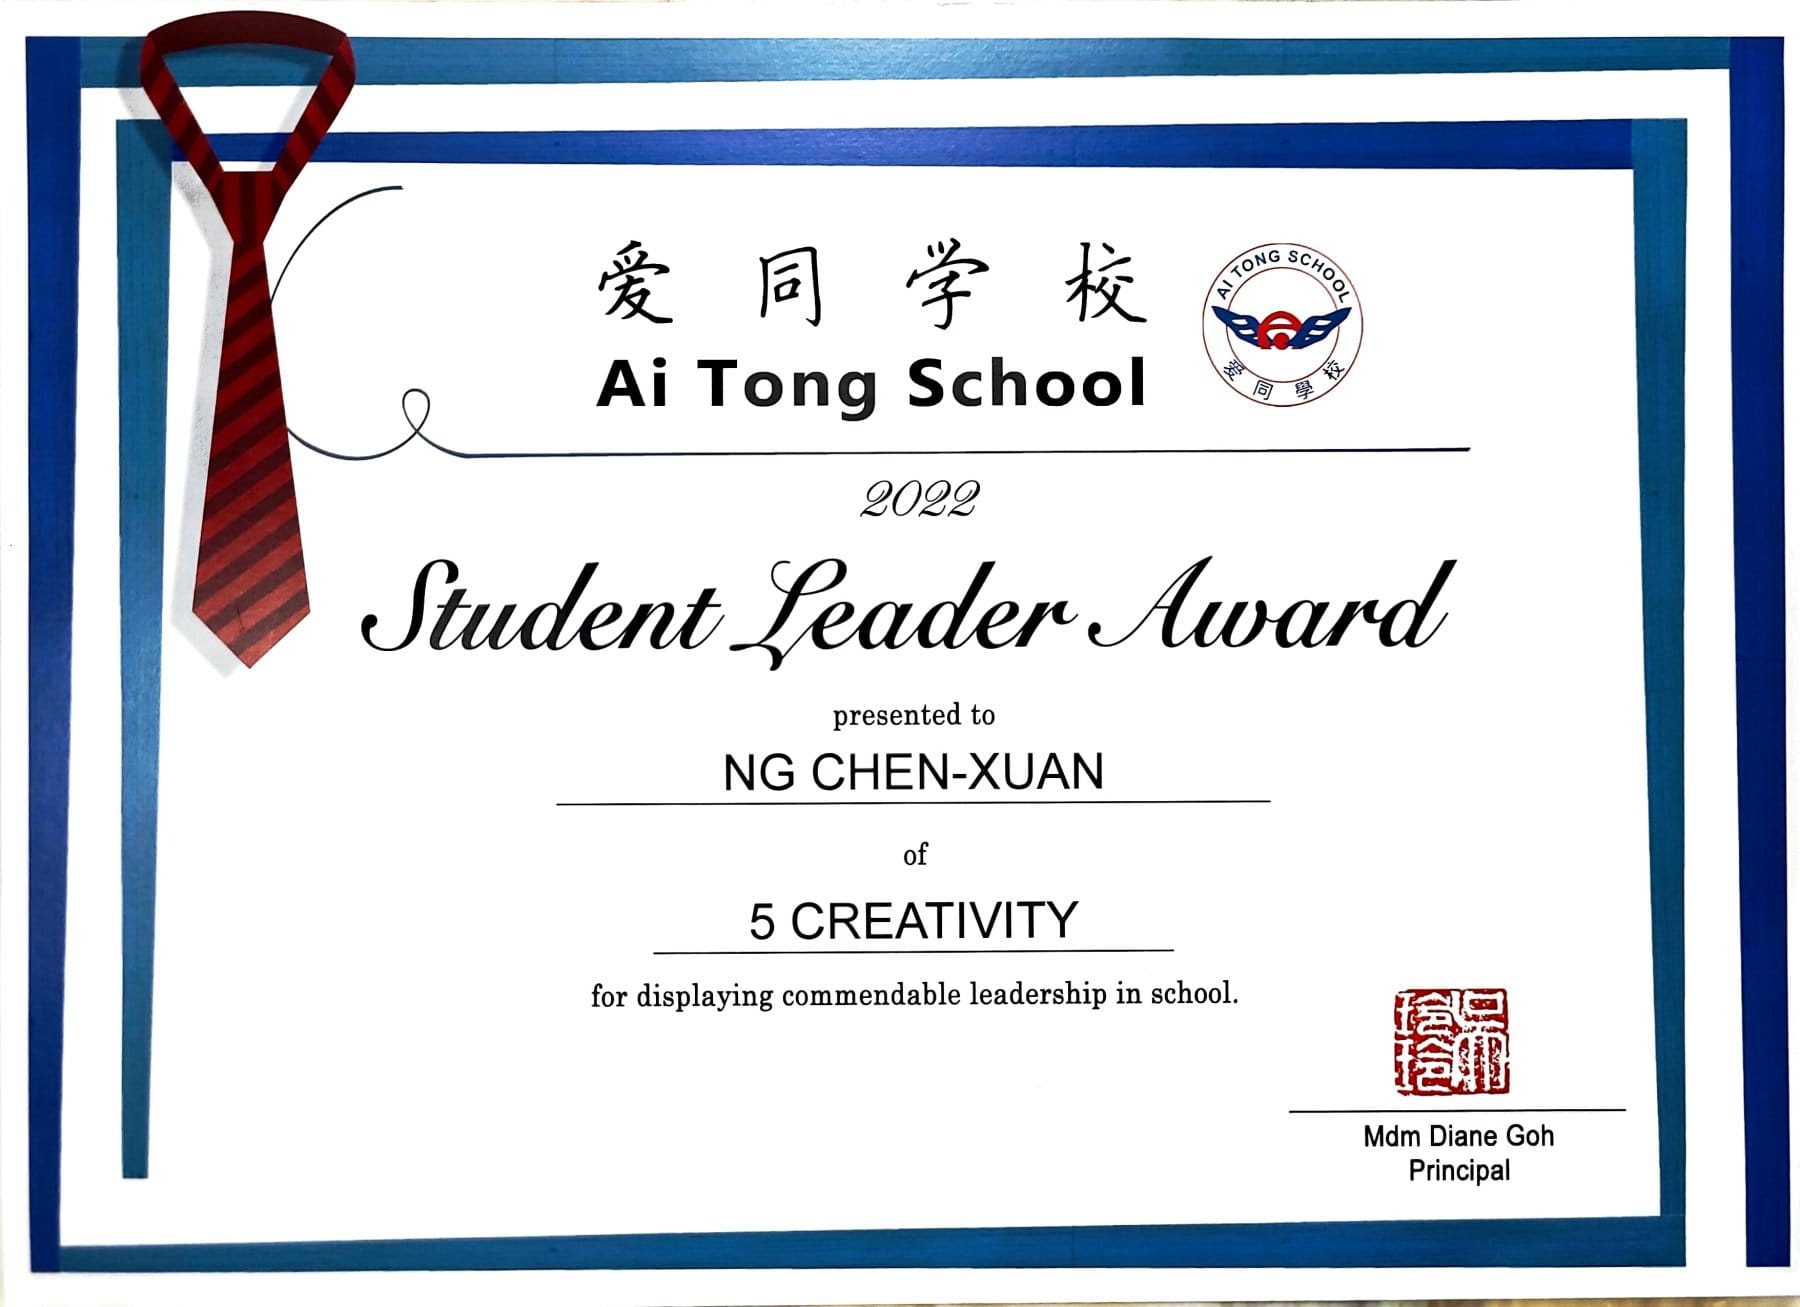 爱同学校
AI TONG SCHOOL
爱同學校
Ai Tong School
2022
Student Leader Award
presented to
NG CHEN-XUAN
of
5 CREATIVITY
for displaying commendable leadership in school.
Mdm Diane Goh
Principal